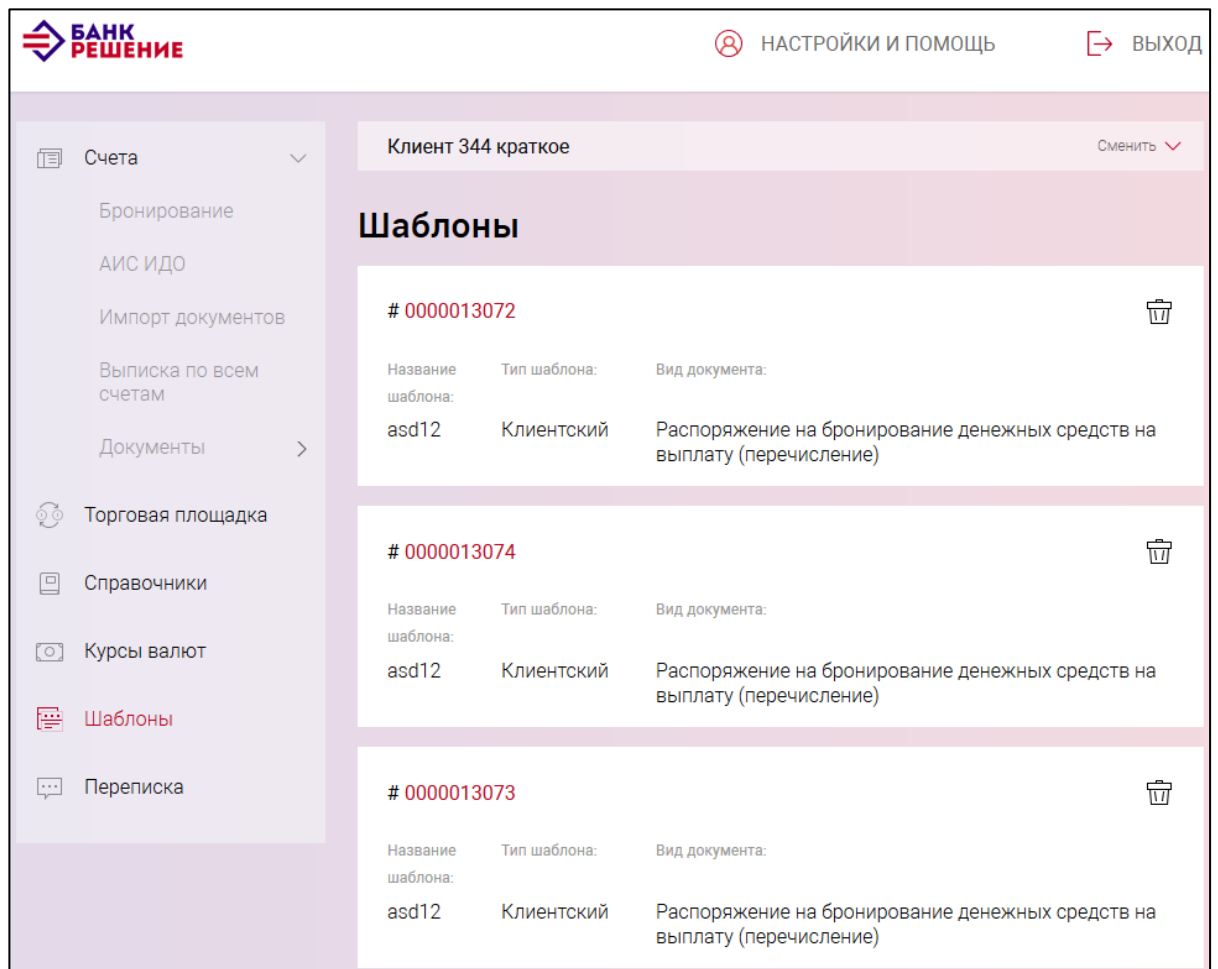 БАНК
РЕШЕНИЕ
НАСТРОЙКИ И ПОМОЩЬ
ВЫХОД
Счета
Бронирование
АИС ИДО
Импорт документов
Выписка по всем
счетам
Документы
Торговая площадка
Справочники
Курсы валют
Шаблоны
Переписка
Клиент 344 краткое
Сменить
Шаблоны
# 0000013072
Название
шаблона:
Тип шаблона:
Вид документа:
asd12
Клиентский
Распоряжение на бронирование денежных средств на
выплату (перечисление)
# 0000013074
Название
шаблона:
Тип шаблона:
Вид документа:
asd12
Клиентский
Распоряжение на бронирование денежных средств на
выплату (перечисление)
# 0000013073
Название
шаблона:
Тип шаблона:
Вид документа:
asd12
Клиентский
Распоряжение на бронирование денежных средств на
выплату (перечисление)